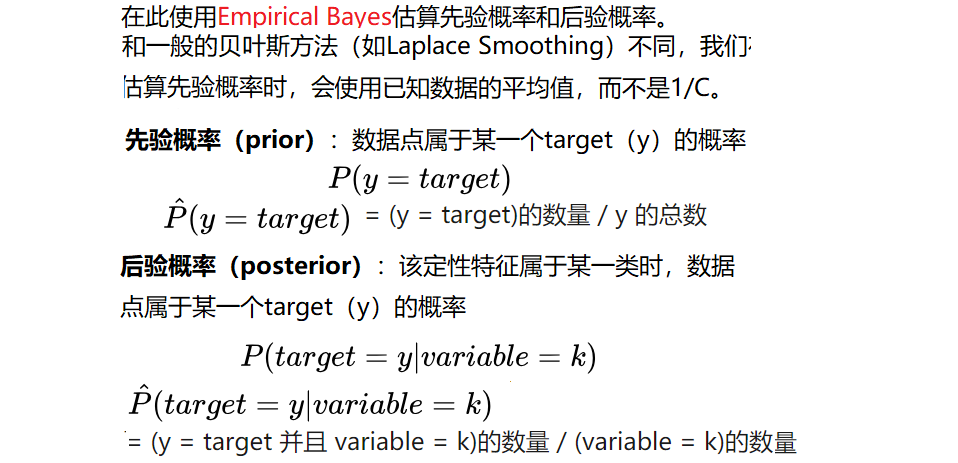 在此使用Empirical Bayes估算先验概率和后验概率。
和一般的贝叶斯方法（如Laplace Smoothing）不同，我们
估算先验概率时，会使用已知数据的平均值，而不是1/C。
先验概率（prior）：数据点属于某一个target（y）的概率
P(y = target)
P̂(y = target) = (y = target)的数量 / y 的总数
后验概率（posterior）：该定性特征属于某一类时，数据
点属于某一个target（y）的概率
P(target = y|variable = k)
P̂(target = y|variable = k)
= (y = target 并且 variable = k)的数量 / (variable = k)的数量